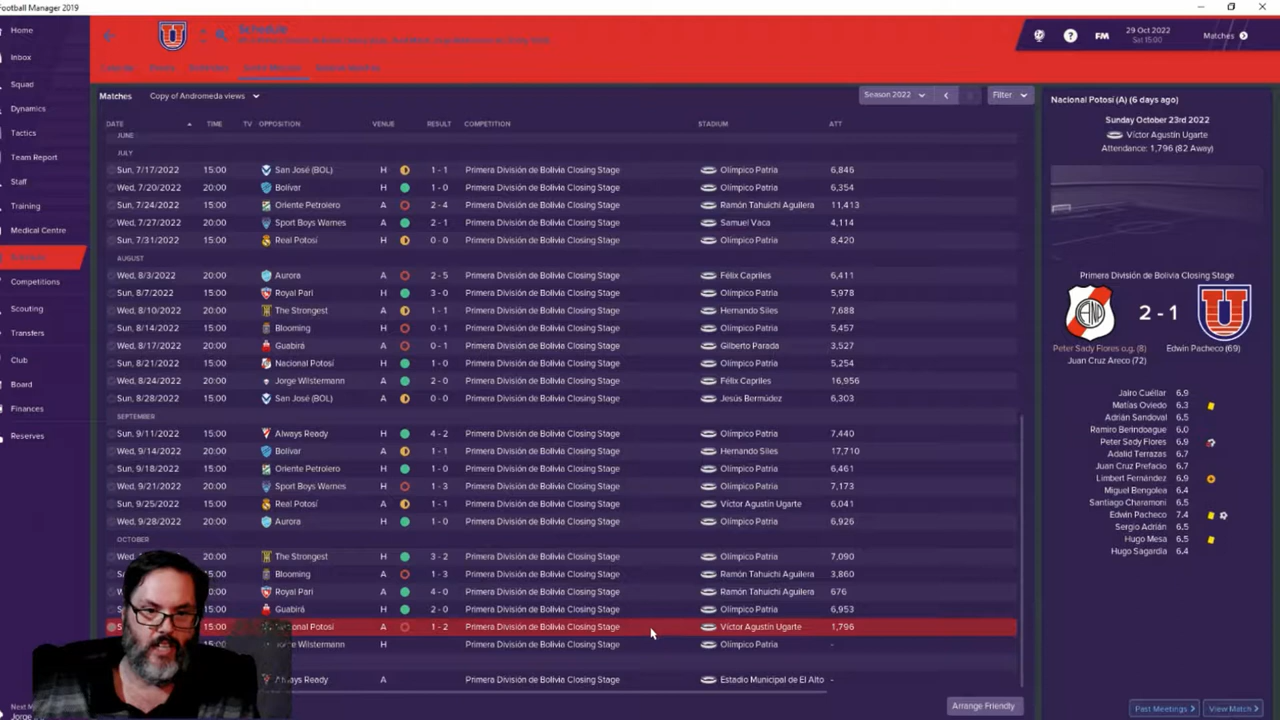 Football Manager 2019
Home
Inbox
Squad
Dynamics
Tactics
Team Report
Staff
Training
Medical Centre
Competitions
Scouting
Transfers
Club
Board
Finances
Reserves
Schedule
29 Oct 2022
Sat 15:00
FM
Matches
Matches Copy of Andromeda views
Season 2022
Filter
DATE TIME TV OPPOSITION VENUE RESULT COMPETITION STADIUM ATT
JUNE
JULY
Sun, 7/17/2022 15:00 San José (BOL) H 1 - 1 Primera División de Bolivia Closing Stage Olímpico Patria 6,846
Wed, 7/20/2022 20:00 Bolívar H 1 - 0 Primera División de Bolivia Closing Stage Olímpico Patria 6,354
Sun, 7/24/2022 15:00 Oriente Petrolero A 2 - 4 Primera División de Bolivia Closing Stage Ramón Tahuichi Aguilera 11,413
Wed, 7/27/2022 20:00 Sport Boys Warnes A 2 - 1 Primera División de Bolivia Closing Stage Samuel Vaca 4,114
Sun, 7/31/2022 15:00 Real Potosí H 0 - 0 Primera División de Bolivia Closing Stage Olímpico Patria 8,420
AUGUST
Wed, 8/3/2022 20:00 Aurora A 2 - 5 Primera División de Bolivia Closing Stage Félix Capriles 6,411
Sun, 8/7/2022 15:00 Royal Pari H 3 - 0 Primera División de Bolivia Closing Stage Olímpico Patria 5,978
Wed, 8/10/2022 20:00 The Strongest A 1 - 1 Primera División de Bolivia Closing Stage Hernando Siles 7,688
Sun, 8/14/2022 15:00 Blooming H 0 - 1 Primera División de Bolivia Closing Stage Olímpico Patria 5,457
Wed, 8/17/2022 20:00 Guabirá A 0 - 1 Primera División de Bolivia Closing Stage Gilberto Parada 3,527
Sun, 8/21/2022 15:00 Nacional Potosí H 1 - 0 Primera División de Bolivia Closing Stage Olímpico Patria 5,254
Wed, 8/24/2022 20:00 Jorge Wilstermann A 2 - 0 Primera División de Bolivia Closing Stage Félix Capriles 16,956
Sun, 8/28/2022 15:00 San José (BOL) A 0 - 0 Primera División de Bolivia Closing Stage Jesús Bermúdez 6,303
SEPTEMBER
Sun, 9/11/2022 15:00 Always Ready H 4 - 2 Primera División de Bolivia Closing Stage Olímpico Patria 7,440
Wed, 9/14/2022 20:00 Bolívar A 1 - 1 Primera División de Bolivia Closing Stage Hernando Siles 17,710
Sun, 9/18/2022 15:00 Oriente Petrolero H 1 - 0 Primera División de Bolivia Closing Stage Olímpico Patria 6,461
Wed, 9/21/2022 20:00 Sport Boys Warnes H 1 - 3 Primera División de Bolivia Closing Stage Olímpico Patria 7,173
Sun, 9/25/2022 15:00 Real Potosí A 1 - 1 Primera División de Bolivia Closing Stage Víctor Agustín Ugarte 6,041
Wed, 9/28/2022 20:00 Aurora H 1 - 0 Primera División de Bolivia Closing Stage Olímpico Patria 6,926
OCTOBER
Wed, 20:00 The Strongest H 3 - 2 Primera División de Bolivia Closing Stage Olímpico Patria 7,090
Blooming A 1 - 3 Primera División de Bolivia Closing Stage Ramón Tahuichi Aguilera 3,860
Royal Pari A 4 - 0 Primera División de Bolivia Closing Stage Ramón Tahuichi Aguilera 676
Guabirá H 2 - 0 Primera División de Bolivia Closing Stage Olímpico Patria 6,953
15:00 Potosí A 1 - 2 Primera División de Bolivia Closing Stage Víctor Agustín Ugarte 1,796
Wilstermann H Primera División de Bolivia Closing Stage Olímpico Patria -
Ready A Primera División de Bolivia Closing Stage Estadio Municipal de El Alto -
Arrange Friendly
Nacional Potosí (A) (6 days ago)
Sunday October 23rd 2022
Víctor Agustín Ugarte
Attendance: 1,796 (82 Away)
Primera División de Bolivia Closing Stage
2 - 1
Peter Sady Flores o.g. (8)
Juan Cruz Areco (72)
Edwin Pacheco (69)
Jairo Cuéllar 6.9
Matías Oviedo 6.3
Adrián Sandoval 6.5
Ramiro Berindoague 6.0
Peter Sady Flores 6.9
Adalid Terrazas 6.7
Juan Cruz Prefacio 6.7
Limbert Fernández 6.9
Miguel Bengolea 6.4
Santiago Charamoni 6.5
Edwin Pacheco 7.4
Sergio Adrián 6.5
Hugo Mesa 6.5
Hugo Sagardia 6.4
Past Meetings
View Match